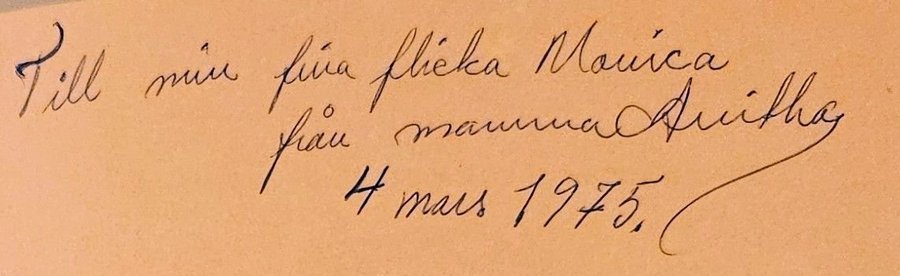 Till min fina flicka Monica
från mamma Anitha
4 mars 1975.